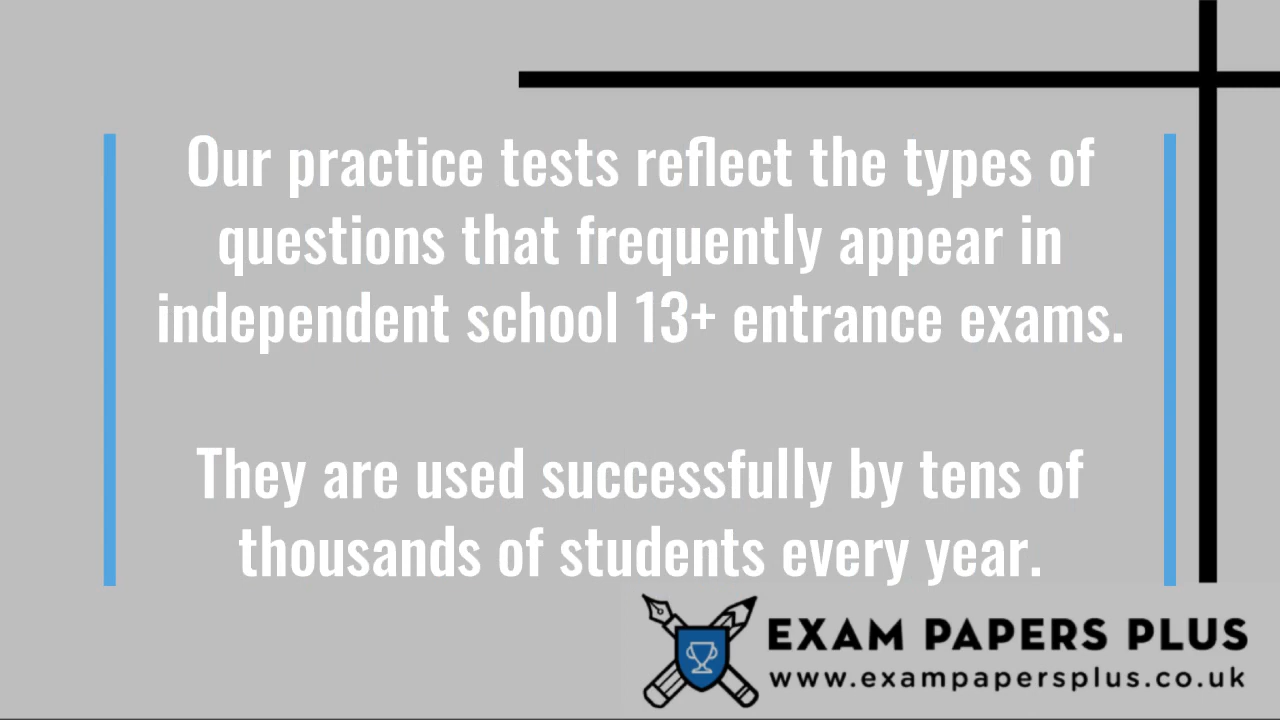 Our practice tests reflect the types of
questions that frequently appear in
independent school 13+ entrance exams.
They are used successfully by tens of
thousands of students every year.
EXAM PAPERS PLUS
www.exampapersplus.co.uk